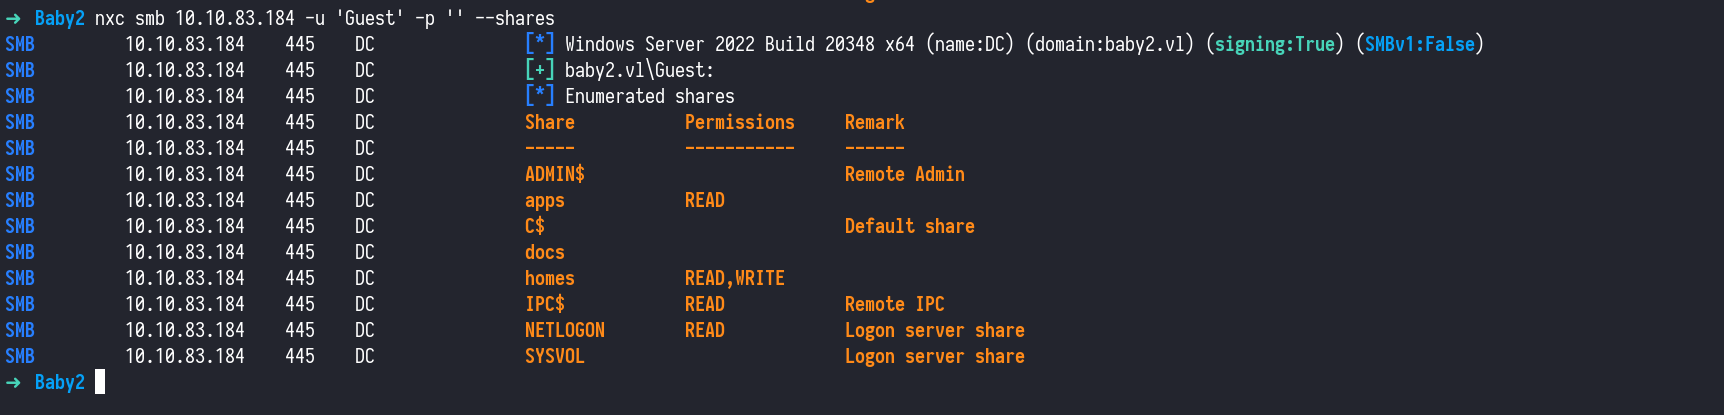 ➜ Baby2 nxc smb 10.10.83.184 -u 'Guest' -p '' --shares
SMB 10.10.83.184 445 DC [*] Windows Server 2022 Build 20348 x64 (name:DC) (domain:baby2.vl) (signing:True) (SMBv1:False)
SMB 10.10.83.184 445 DC [+] baby2.vl\Guest:
SMB 10.10.83.184 445 DC [*] Enumerated shares
SMB 10.10.83.184 445 DC Share Permissions Remark
SMB 10.10.83.184 445 DC ----- ----------- ------
SMB 10.10.83.184 445 DC ADMIN$ Remote Admin
SMB 10.10.83.184 445 DC apps READ
SMB 10.10.83.184 445 DC C$ Default share
SMB 10.10.83.184 445 DC docs
SMB 10.10.83.184 445 DC homes READ,WRITE
SMB 10.10.83.184 445 DC IPC$ READ Remote IPC
SMB 10.10.83.184 445 DC NETLOGON READ Logon server share
SMB 10.10.83.184 445 DC SYSVOL Logon server share
➜ Baby2